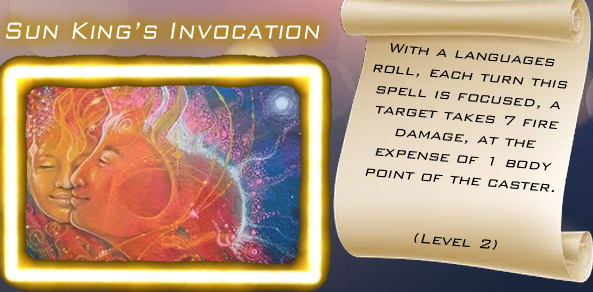 Sun King's Invocation
With a languages
roll, each turn this
spell is focused, a
target takes 7 fire
damage, at the
expense of 1 body
point of the caster.
(Level 2)